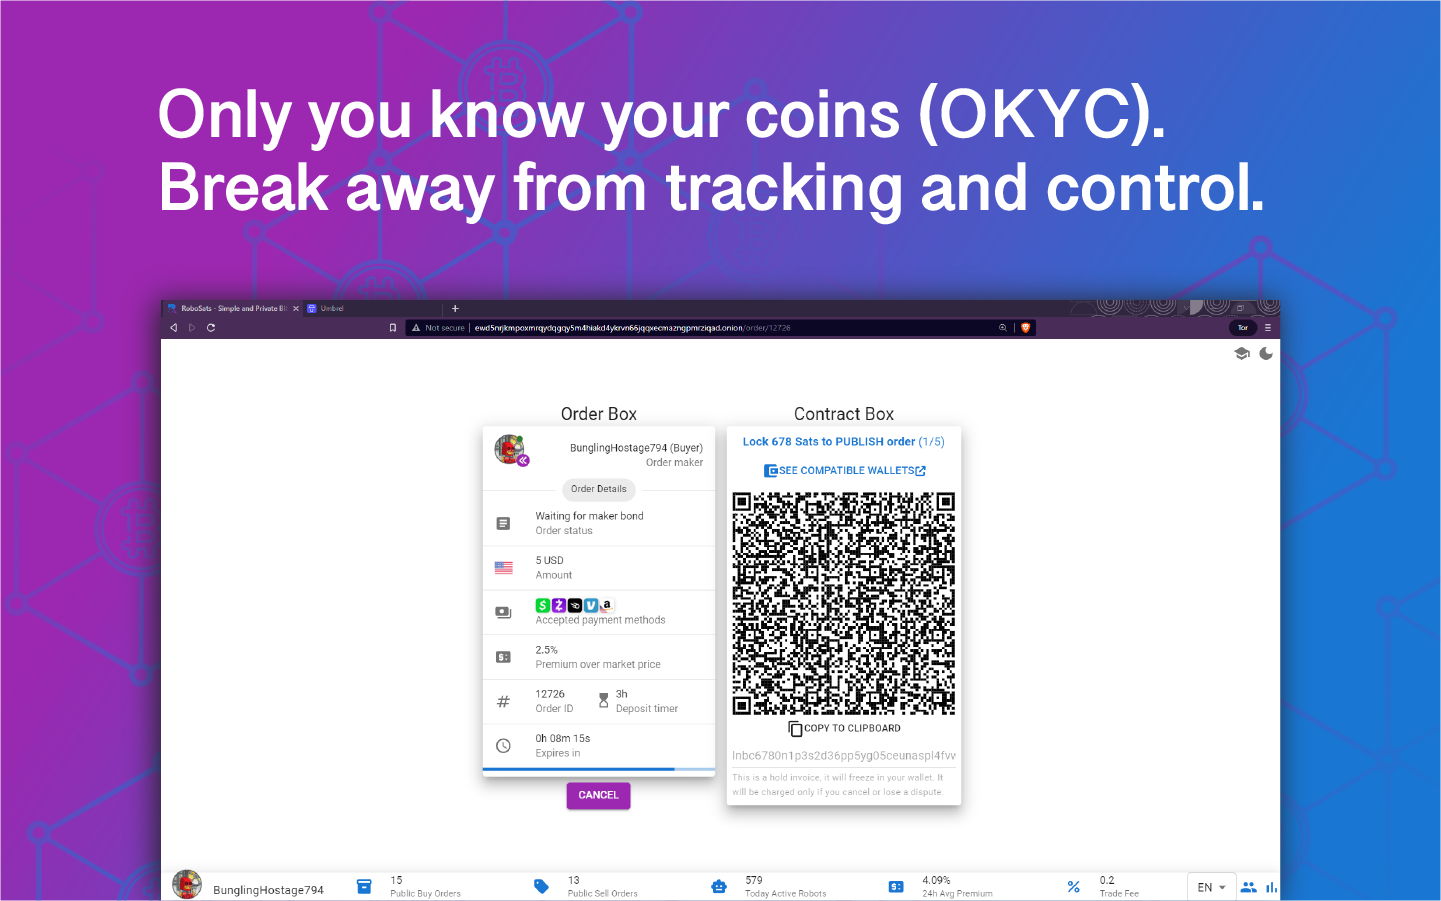 Only you know your coins (OKYC).
Break away from tracking and control.
RoboSats - Simple and Private Bi
Umbrel
Not secure
ewd5nrjkmpoxmrqydqgqy5m4hiakd4ykrvn66jqqxecmazngpmrziqad.onion/order/12726
Tor
Order Box
BunglingHostage794 (Buyer)
Order maker
Order Details
Waiting for maker bond
Order status
5 USD
Amount
Accepted payment methods
2.5%
Premium over market price
12726
Order ID
3h
Deposit timer
0h 08m 15s
Expires in
CANCEL
Contract Box
Lock 678 Sats to PUBLISH order (1/5)
SEE COMPATIBLE WALLETS
COPY TO CLIPBOARD
lnbc6780n1p3s2d36pp5yg05ceunaspl4fvv
This is a hold invoice, it will freeze in your wallet. It
will be charged only if you cancel or lose a dispute.
BunglingHostage794
15
Public Buy Orders
13
Public Sell Orders
579
Today Active Robots
4.09%
24h Avg Premium
0.2
Trade Fee
EN